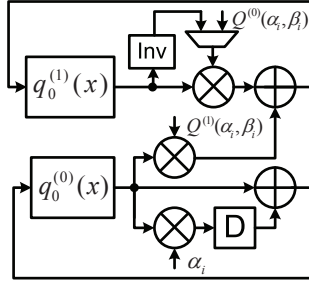 Q^{(0)}(α_i, β_i)
Inv
q_0^{(1)}(x)
Q^{(1)}(α_i, β_i)
q_0^{(0)}(x)
D
α_i